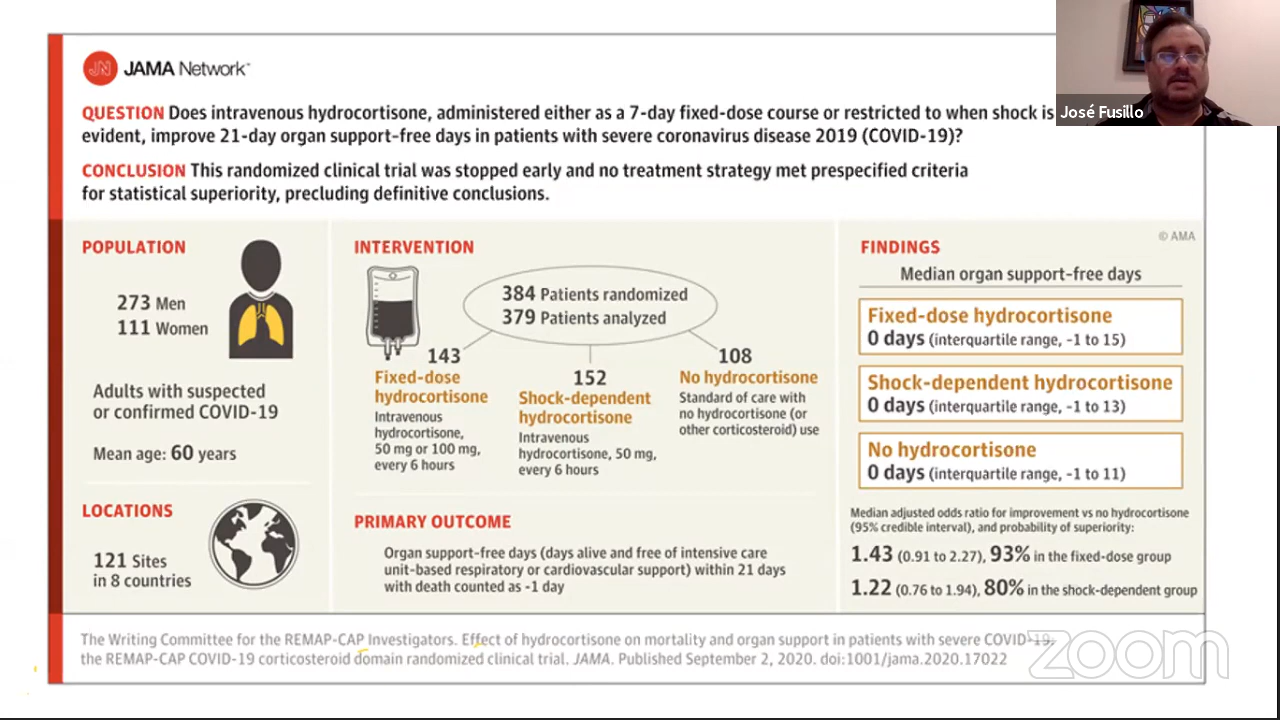 JN JAMA Network™
QUESTION Does intravenous hydrocortisone, administered either as a 7-day fixed-dose course or restricted to when shock is
evident, improve 21-day organ support-free days in patients with severe coronavirus disease 2019 (COVID-19)?
CONCLUSION This randomized clinical trial was stopped early and no treatment strategy met prespecified criteria
for statistical superiority, precluding definitive conclusions.
José Fusillo
POPULATION
273 Men
111 Women
Adults with suspected
or confirmed COVID-19
Mean age: 60 years
LOCATIONS
121 Sites
in 8 countries
INTERVENTION
384 Patients randomized
379 Patients analyzed
143
Fixed-dose
hydrocortisone
Intravenous
hydrocortisone,
50 mg or 100 mg,
every 6 hours
152
Shock-dependent
hydrocortisone
Intravenous
hydrocortisone, 50 mg,
every 6 hours
108
No hydrocortisone
Standard of care with
no hydrocortisone (or
other corticosteroid) use
PRIMARY OUTCOME
Organ support-free days (days alive and free of intensive care
unit-based respiratory or cardiovascular support) within 21 days
with death counted as -1 day
© AMA
FINDINGS
Median organ support-free days
Fixed-dose hydrocortisone
0 days (interquartile range, -1 to 15)
Shock-dependent hydrocortisone
0 days (interquartile range, -1 to 13)
No hydrocortisone
0 days (interquartile range, -1 to 11)
Median adjusted odds ratio for improvement vs no hydrocortisone
(95% credible interval), and probability of superiority:
1.43 (0.91 to 2.27), 93% in the fixed-dose group
1.22 (0.76 to 1.94), 80% in the shock-dependent group
The Writing Committee for the REMAP-CAP Investigators. Effect of hydrocortisone on mortality and organ support in patients with severe COVID-19:
the REMAP-CAP COVID-19 corticosteroid domain randomized clinical trial. JAMA. Published September 2, 2020. doi:1001/jama.2020.17022
zoom